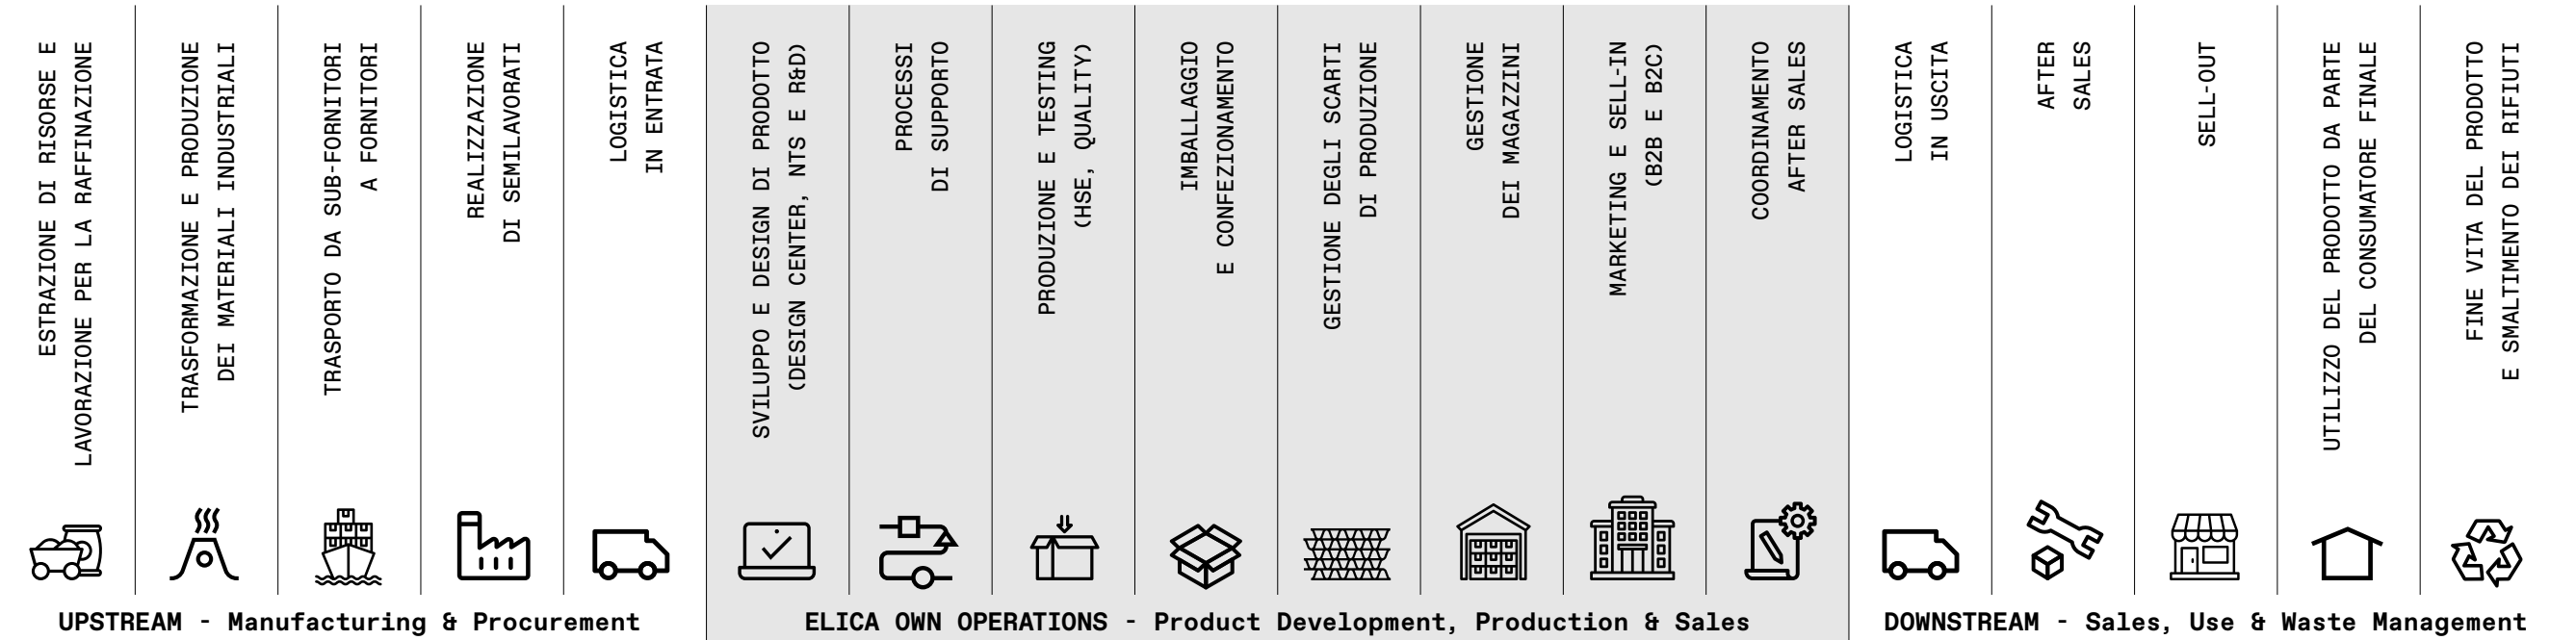 ESTRAZIONE DI RISORSE E
LAVORAZIONE PER LA RAFFINAZIONE
TRASFORMAZIONE E PRODUZIONE
DEI MATERIALI INDUSTRIALI
TRASPORTO DA SUB-FORNITORI
A FORNITORI
REALIZZAZIONE
DI SEMILAVORATI
LOGISTICA
IN ENTRATA
SVILUPPO E DESIGN DI PRODOTTO
(DESIGN CENTER, NTS E R&D)
PROCESSI
DI SUPPORTO
PRODUZIONE E TESTING
(HSE, QUALITY)
IMBALLAGGIO
E CONFEZIONAMENTO
GESTIONE DEGLI SCARTI
DI PRODUZIONE
GESTIONE
DEI MAGAZZINI
MARKETING E SELL-IN
(B2B E B2C)
COORDINAMENTO
AFTER SALES
LOGISTICA
IN USCITA
AFTER
SALES
SELL-OUT
UTILIZZO DEL PRODOTTO DA PARTE
DEL CONSUMATORE FINALE
FINE VITA DEL PRODOTTO
E SMALTIMENTO DEI RIFIUTI
UPSTREAM - Manufacturing & Procurement
ELICA OWN OPERATIONS - Product Development, Production & Sales
DOWNSTREAM - Sales, Use & Waste Management